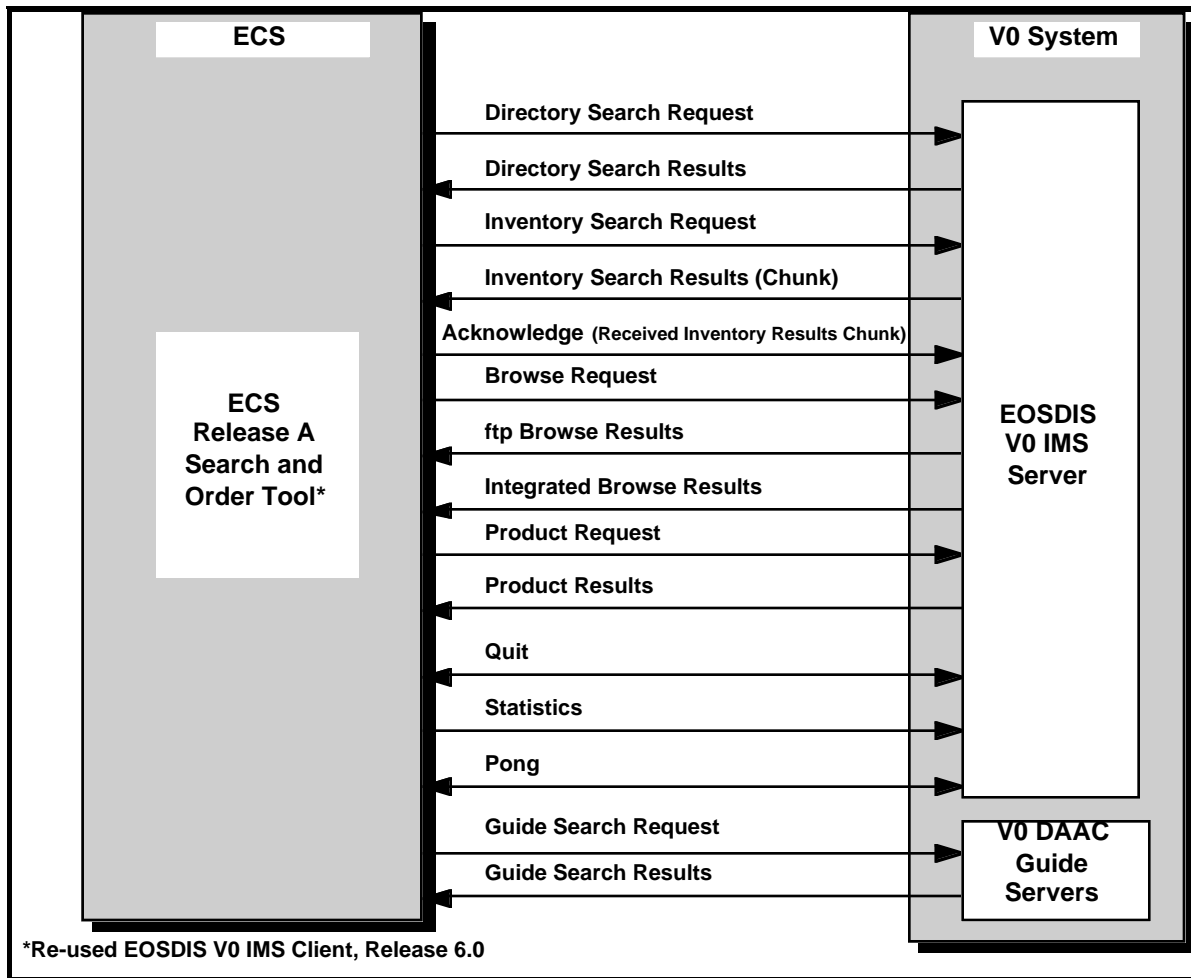 ECS
V0 System
Directory Search Request
Directory Search Results
Inventory Search Request
Inventory Search Results (Chunk)
Acknowledge (Received Inventory Results Chunk)
Browse Request
ftp Browse Results
Integrated Browse Results
Product Request
Product Results
Quit
Statistics
Pong
Guide Search Request
Guide Search Results
ECS
Release A
Search and
Order Tool*
EOSDIS
V0 IMS
Server
V0 DAAC
Guide
Servers
*Re-used EOSDIS V0 IMS Client, Release 6.0